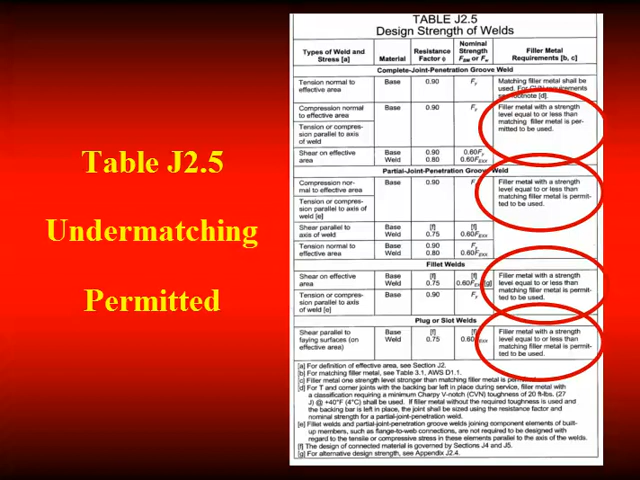 Table J2.5
Undermatching
Permitted
TABLE J2.5
Design Strength of Welds
Types of Weld and Stress [a] Material Resistance Factor ϕ Nominal Strength F_BM or F_w Filler Metal Requirements [b, c]
Complete-Joint-Penetration Groove Weld
Tension normal to effective area Base 0.90 F_y Matching filler metal shall be used. For CVN requirements see footnote [d].
Compression normal to effective area Base 0.90 F_y Filler metal with a strength level equal to or less than matching filler metal is permitted to be used.
Tension or compression parallel to axis of weld
Shear on effective area Base 0.90 0.60F_y
Weld 0.80 0.60F_EXX
Partial-Joint-Penetration Groove Weld
Compression normal to effective area Base 0.90 F Filler metal with a strength level equal to or less than matching filler metal is permitted to be used.
Tension or compression parallel to axis of weld [e]
Shear parallel to axis of weld Base [f] [f]
Weld 0.75 0.60F_EXX
Tension normal to effective area Base 0.90 F_y
Weld 0.80 0.60F_EXX
Fillet Welds
Shear on effective area Base [f] [f] Filler metal with a strength level equal to or less than matching filler metal is permitted to be used.
Weld 0.75 0.60F_EXX [g]
Tension or compression parallel to axis of weld [e] Base 0.90 F_y
Plug or Slot Welds
Shear parallel to faying surfaces (on effective area) Base [f] [f] Filler metal with a strength level equal to or less than matching filler metal is permitted to be used.
Weld 0.75 0.60F_EXX
[a] For definition of effective area, see Section J2.
[b] For matching filler metal, see Table 3.1, AWS D1.1.
[c] Filler metal one strength level stronger than matching filler metal is permitted.
[d] For T and corner joints with the backing bar left in place during service, filler metal with
a classification requiring a minimum Charpy V-notch (CVN) toughness of 20 ft-lbs. (27
J) @ +40°F (4°C) shall be used. If filler metal without the required toughness is used and
the backing bar is left in place, the joint shall be sized using the resistance factor and
nominal strength for a partial-joint-penetration weld.
[e] Fillet welds and partial-joint-penetration groove welds joining component elements of built-
up members, such as flange-to-web connections, are not required to be designed with
regard to the tensile or compressive stress in these elements parallel to the axis of the welds.
[f] The design of connected material is governed by Sections J4 and J5.
[g] For alternative design strength, see Appendix J2.4.